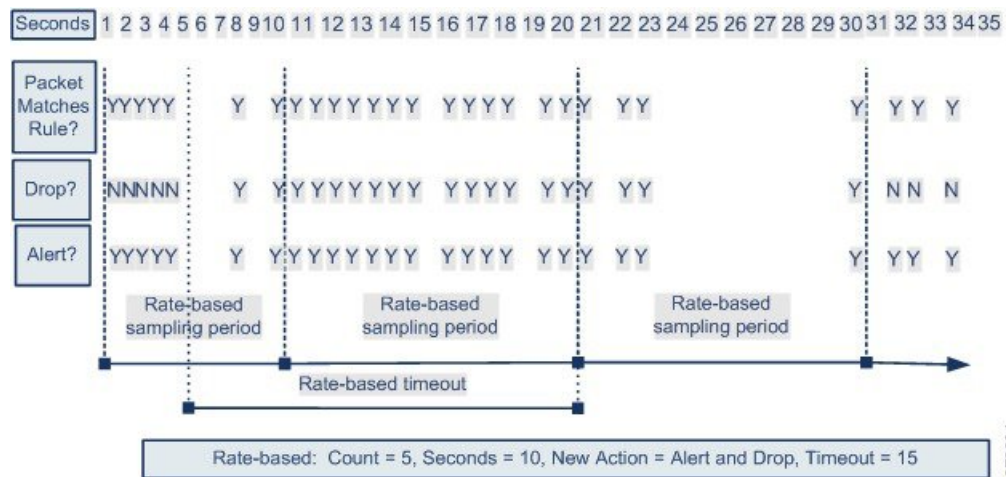 Seconds 1 2 3 4 5 6 7 8 9 10 11 12 13 14 15 16 17 18 19 20 21 22 23 24 25 26 27 28 29 30 31 32 33 34 35
Packet
Matches
Rule?
YYYYY Y Y Y Y Y Y Y Y Y Y Y Y Y Y Y Y Y Y Y Y Y Y
Drop?
NNNNN Y Y Y Y Y Y Y Y Y Y Y Y Y Y Y Y Y Y Y N N N
Alert?
YYYYY Y Y Y Y Y Y Y Y Y Y Y Y Y Y Y Y Y Y Y Y Y Y
Rate-based
sampling period
Rate-based
sampling period
Rate-based
sampling period
Rate-based timeout
Rate-based: Count = 5, Seconds = 10, New Action = Alert and Drop, Timeout = 15